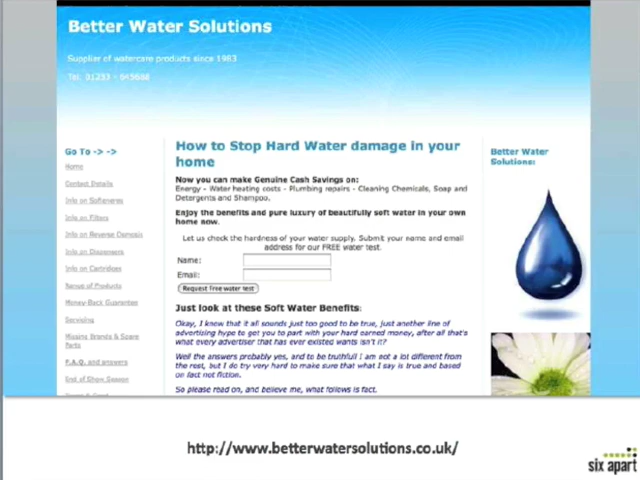 Better Water Solutions
Supplier of watercare products since 1983
Tel: 01233 - 645688
Go To -> ->
Home
Contact Details
Info on Softeners
Info on Filters
Info on Reverse Osmosis
Info on Dispensers
Info on Cartridges
of Products
Money-Back Guarantee
Servicing
Missing Brands & Spare
Parts
F.A.Q. and answers
End of Show Season
How to Stop Hard Water damage in your
home
Now you can make Genuine Cash Savings on:
Energy - Water heating costs - Plumbing repairs - Cleaning Chemicals, Soap and
Detergents and Shampoo.
Enjoy the benefits and pure luxury of beautifully soft water in your own
home now.
Let us check the hardness of your water supply. Submit your name and email
address for our FREE water test.
Name:
Email:
Request Free water test
Just look at these Soft Water Benefits:
Okay, I know that it all sounds just too good to be true, just another line of
advertising hype to get you to part with your hard earned money, after all that's
what every advertiser that has ever existed wants isn't it?
Well the answers probably yes, and to be truthfull I am not a lot different from
the rest, but I do try very hard to make sure that what I say is true and based
on fact not fiction.
So please read on, and believe me, what follows is fact.
Better Water
Solutions:
http://www.betterwatersolutions.co.uk/
six apart